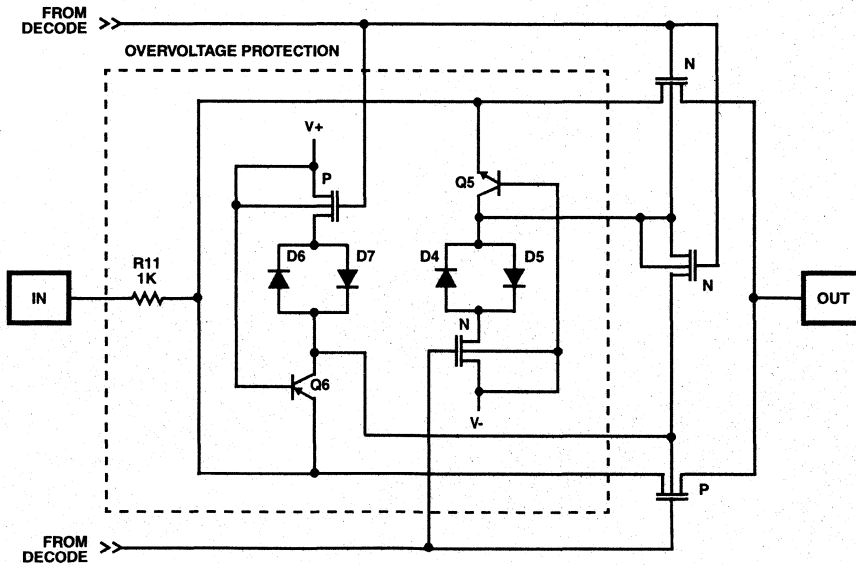 FROM
DECODE
OVERVOLTAGE PROTECTION
N
V+
P
Q5
D6
D7
D4
D5
R11
1K
IN
N
OUT
N
Q6
V-
P
FROM
DECODE